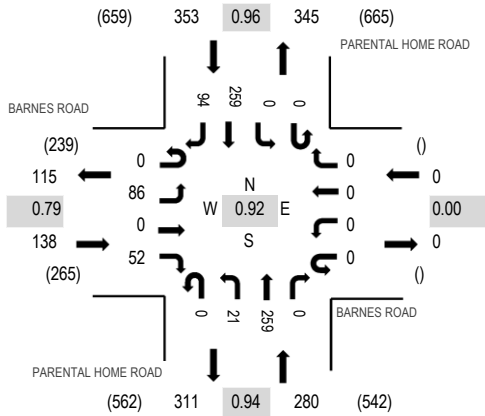 (659) 353 0.96 345 (665)
PARENTAL HOME ROAD
94 259 0 0
BARNES ROAD
(239)
115
0.79
138
(265)
0
86
0
52
N
W 0.92 E
S
0
0
0
0
()
0
0.00
0
()
0 21 259 0
BARNES ROAD
PARENTAL HOME ROAD
(562) 311 0.94 280 (542)